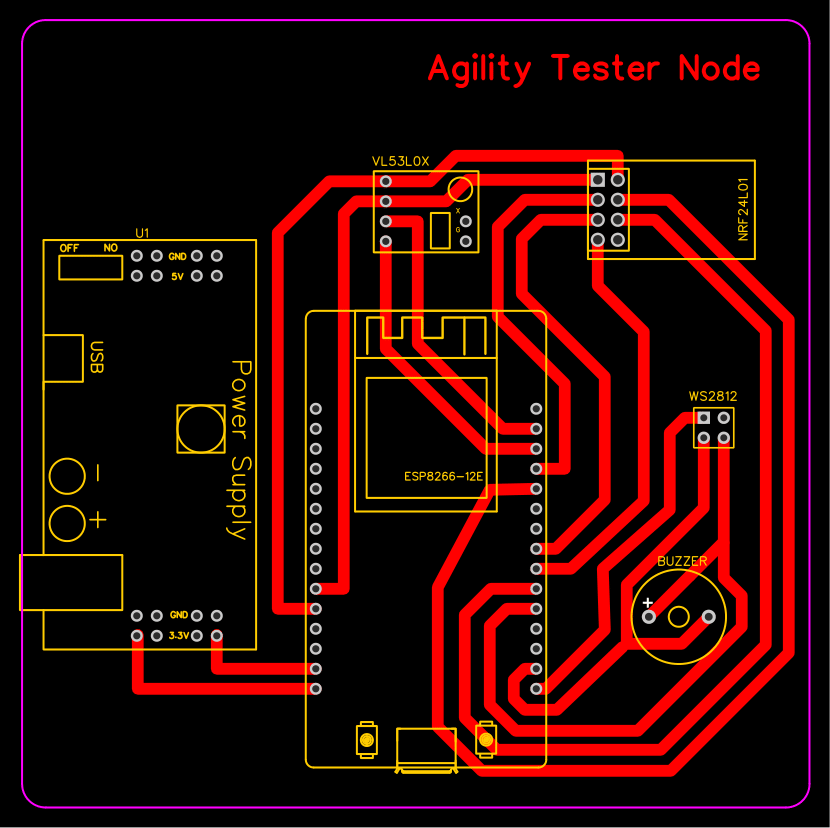 Agility Tester Node
VL53L0X
X
G
NRF24L01
U1
OFF
NO
GND
5V
USB
Power Supply
-
+
GND
3.3V
ESP8266-12E
WS2812
BUZZER
+